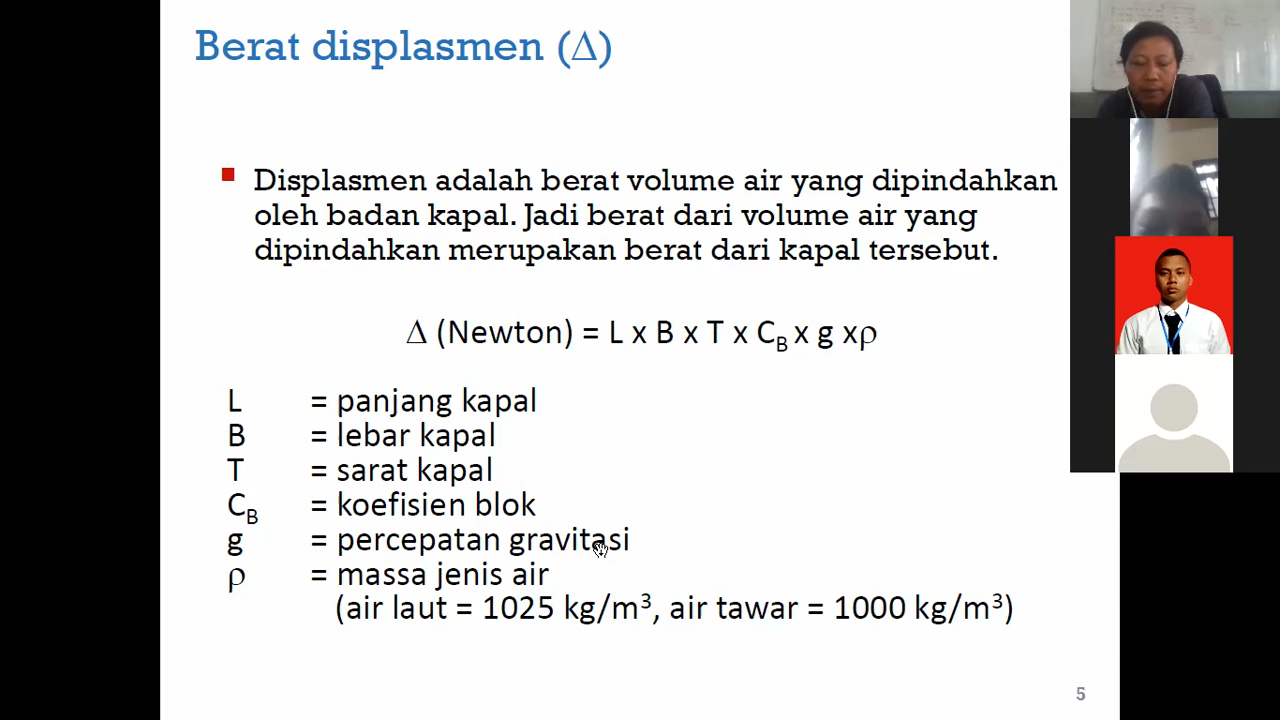 Berat displasmen (Δ)
Displasmen adalah berat volume air yang dipindahkan
oleh badan kapal. Jadi berat dari volume air yang
dipindahkan merupakan berat dari kapal tersebut.
Δ (Newton) = L x B x T x C_B x g xρ
L = panjang kapal
B = lebar kapal
T = sarat kapal
C_B = koefisien blok
g = percepatan gravitasi
ρ = massa jenis air
(air laut = 1025 kg/m³, air tawar = 1000 kg/m³)
5